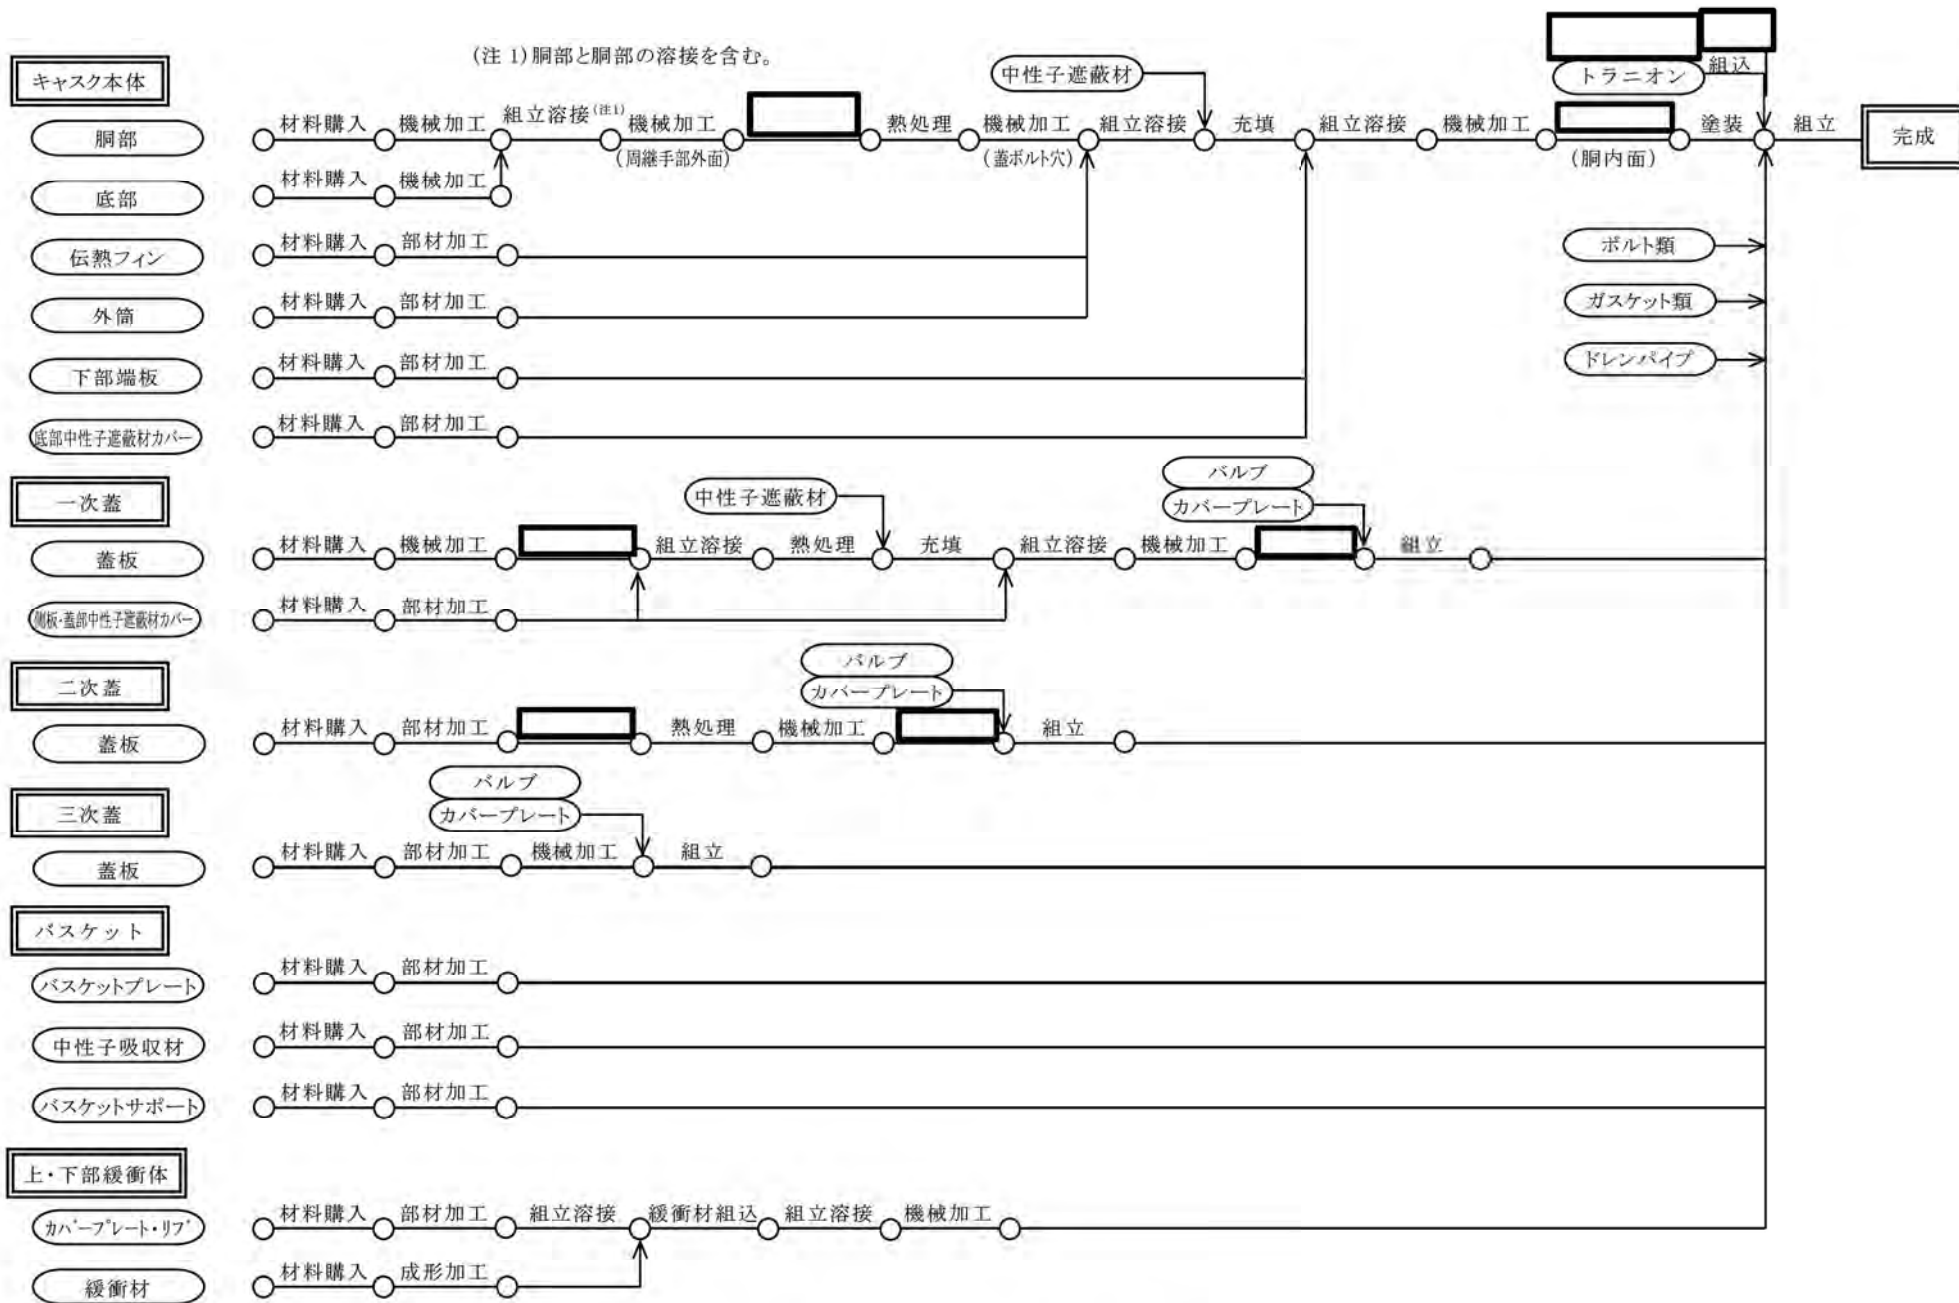 (注 1)胴部と胴部の溶接を含む。
キャスク本体
中性子遮蔽材
トラニオン
組込
胴部
材料購入 機械加工 組立溶接(注1) 機械加工 熱処理 機械加工 組立溶接 充填 組立溶接 機械加工 塗装 組立 完成
(周継手部外面) (蓋ボルト穴) (胴内面)
底部 材料購入 機械加工
ボルト類
伝熱フィン 材料購入 部材加工
ガスケット類
外筒 材料購入 部材加工
ドレンパイプ
下部端板 材料購入 部材加工
底部中性子遮蔽材カバー 材料購入 部材加工
一次蓋
中性子遮蔽材
バルブ
カバープレート
蓋板 材料購入 機械加工 組立溶接 熱処理 充填 組立溶接 機械加工 組立
側板・蓋部中性子遮蔽材カバー 材料購入 部材加工
二次蓋
バルブ
カバープレート
蓋板 材料購入 部材加工 熱処理 機械加工 組立
三次蓋
バルブ
カバープレート
蓋板 材料購入 部材加工 機械加工 組立
バスケット
バスケットプレート 材料購入 部材加工
中性子吸収材 材料購入 部材加工
バスケットサポート 材料購入 部材加工
上・下部緩衝体
カバープレート・リブ 材料購入 部材加工 組立溶接 緩衝材組込 組立溶接 機械加工
緩衝材 材料購入 成形加工